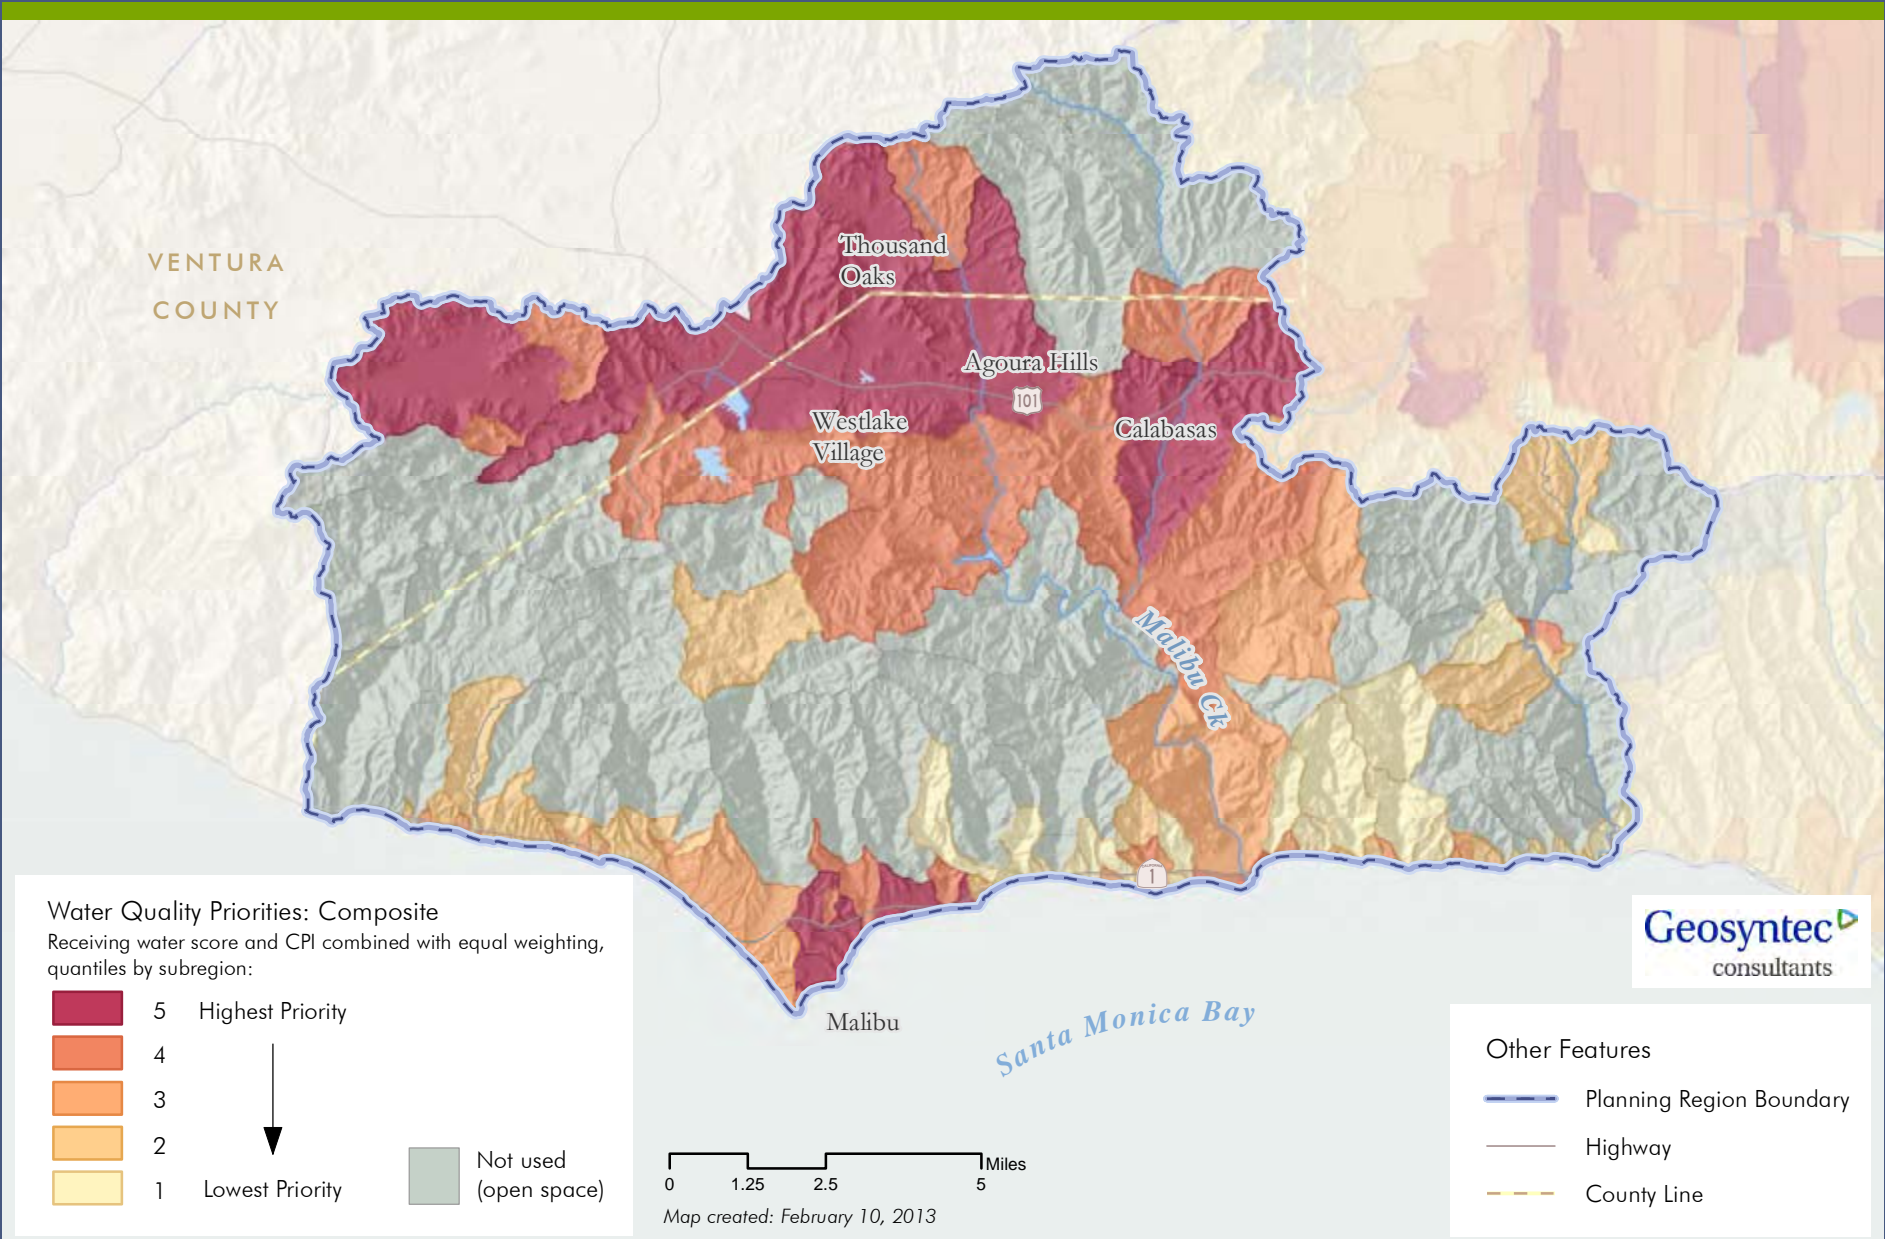 VENTURA
COUNTY
Thousand
Oaks
Agoura Hills
101
Westlake
Village
Calabasas
Malibu Ck
1
Malibu
Santa Monica Bay
Water Quality Priorities: Composite
Receiving water score and CPI combined with equal weighting,
quantiles by subregion:
5 Highest Priority
4
3
2
1 Lowest Priority
Not used
(open space)
Miles
0 1.25 2.5 5
Map created: February 10, 2013
Geosyntec
consultants
Other Features
Planning Region Boundary
Highway
County Line